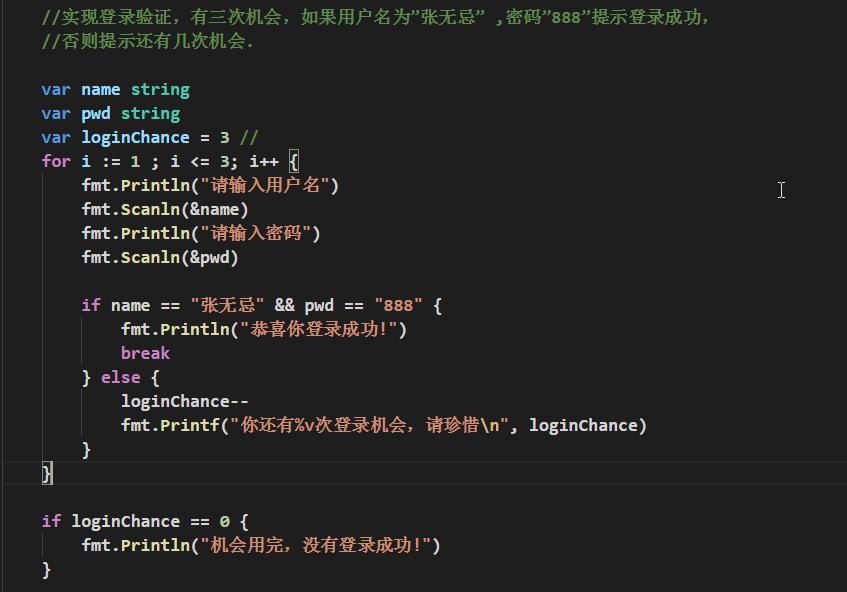 //实现登录验证，有三次机会，如果用户名为”张无忌” ,密码”888”提示登录成功，
//否则提示还有几次机会.
var name string
var pwd string
var loginChance = 3 //
for i := 1 ; i <= 3; i++ {
fmt.Println("请输入用户名")
fmt.Scanln(&name)
fmt.Println("请输入密码")
fmt.Scanln(&pwd)
if name == "张无忌" && pwd == "888" {
fmt.Println("恭喜你登录成功!")
break
} else {
loginChance--
fmt.Printf("你还有%v次登录机会，请珍惜\n", loginChance)
}
}
if loginChance == 0 {
fmt.Println("机会用完，没有登录成功!")
}